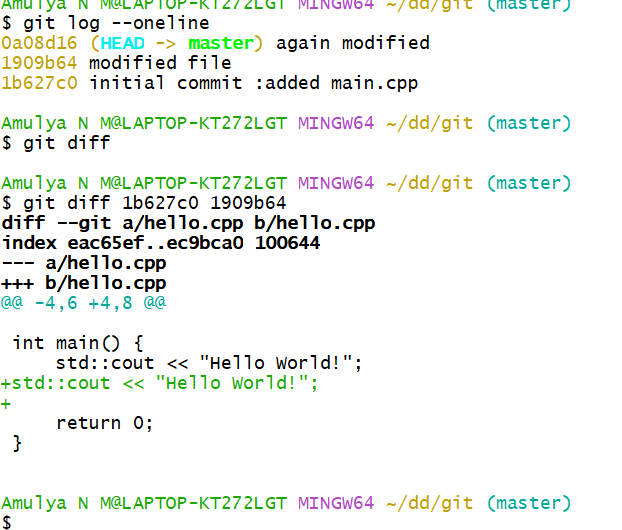 Amulya N M@LAPTOP-KT272LGT MINGW64 ~/dd/git (master)
$ git log --oneline
0a08d16 (HEAD -> master) again modified
1909b64 modified file
1b627c0 initial commit :added main.cpp
Amulya N M@LAPTOP-KT272LGT MINGW64 ~/dd/git (master)
$ git diff
Amulya N M@LAPTOP-KT272LGT MINGW64 ~/dd/git (master)
$ git diff 1b627c0 1909b64
diff --git a/hello.cpp b/hello.cpp
index eac65ef..ec9bca0 100644
--- a/hello.cpp
+++ b/hello.cpp
@@ -4,6 +4,8 @@
 int main() {
     std::cout << "Hello World!";
+std::cout << "Hello World!";
+
     return 0;
 }
Amulya N M@LAPTOP-KT272LGT MINGW64 ~/dd/git (master)
$